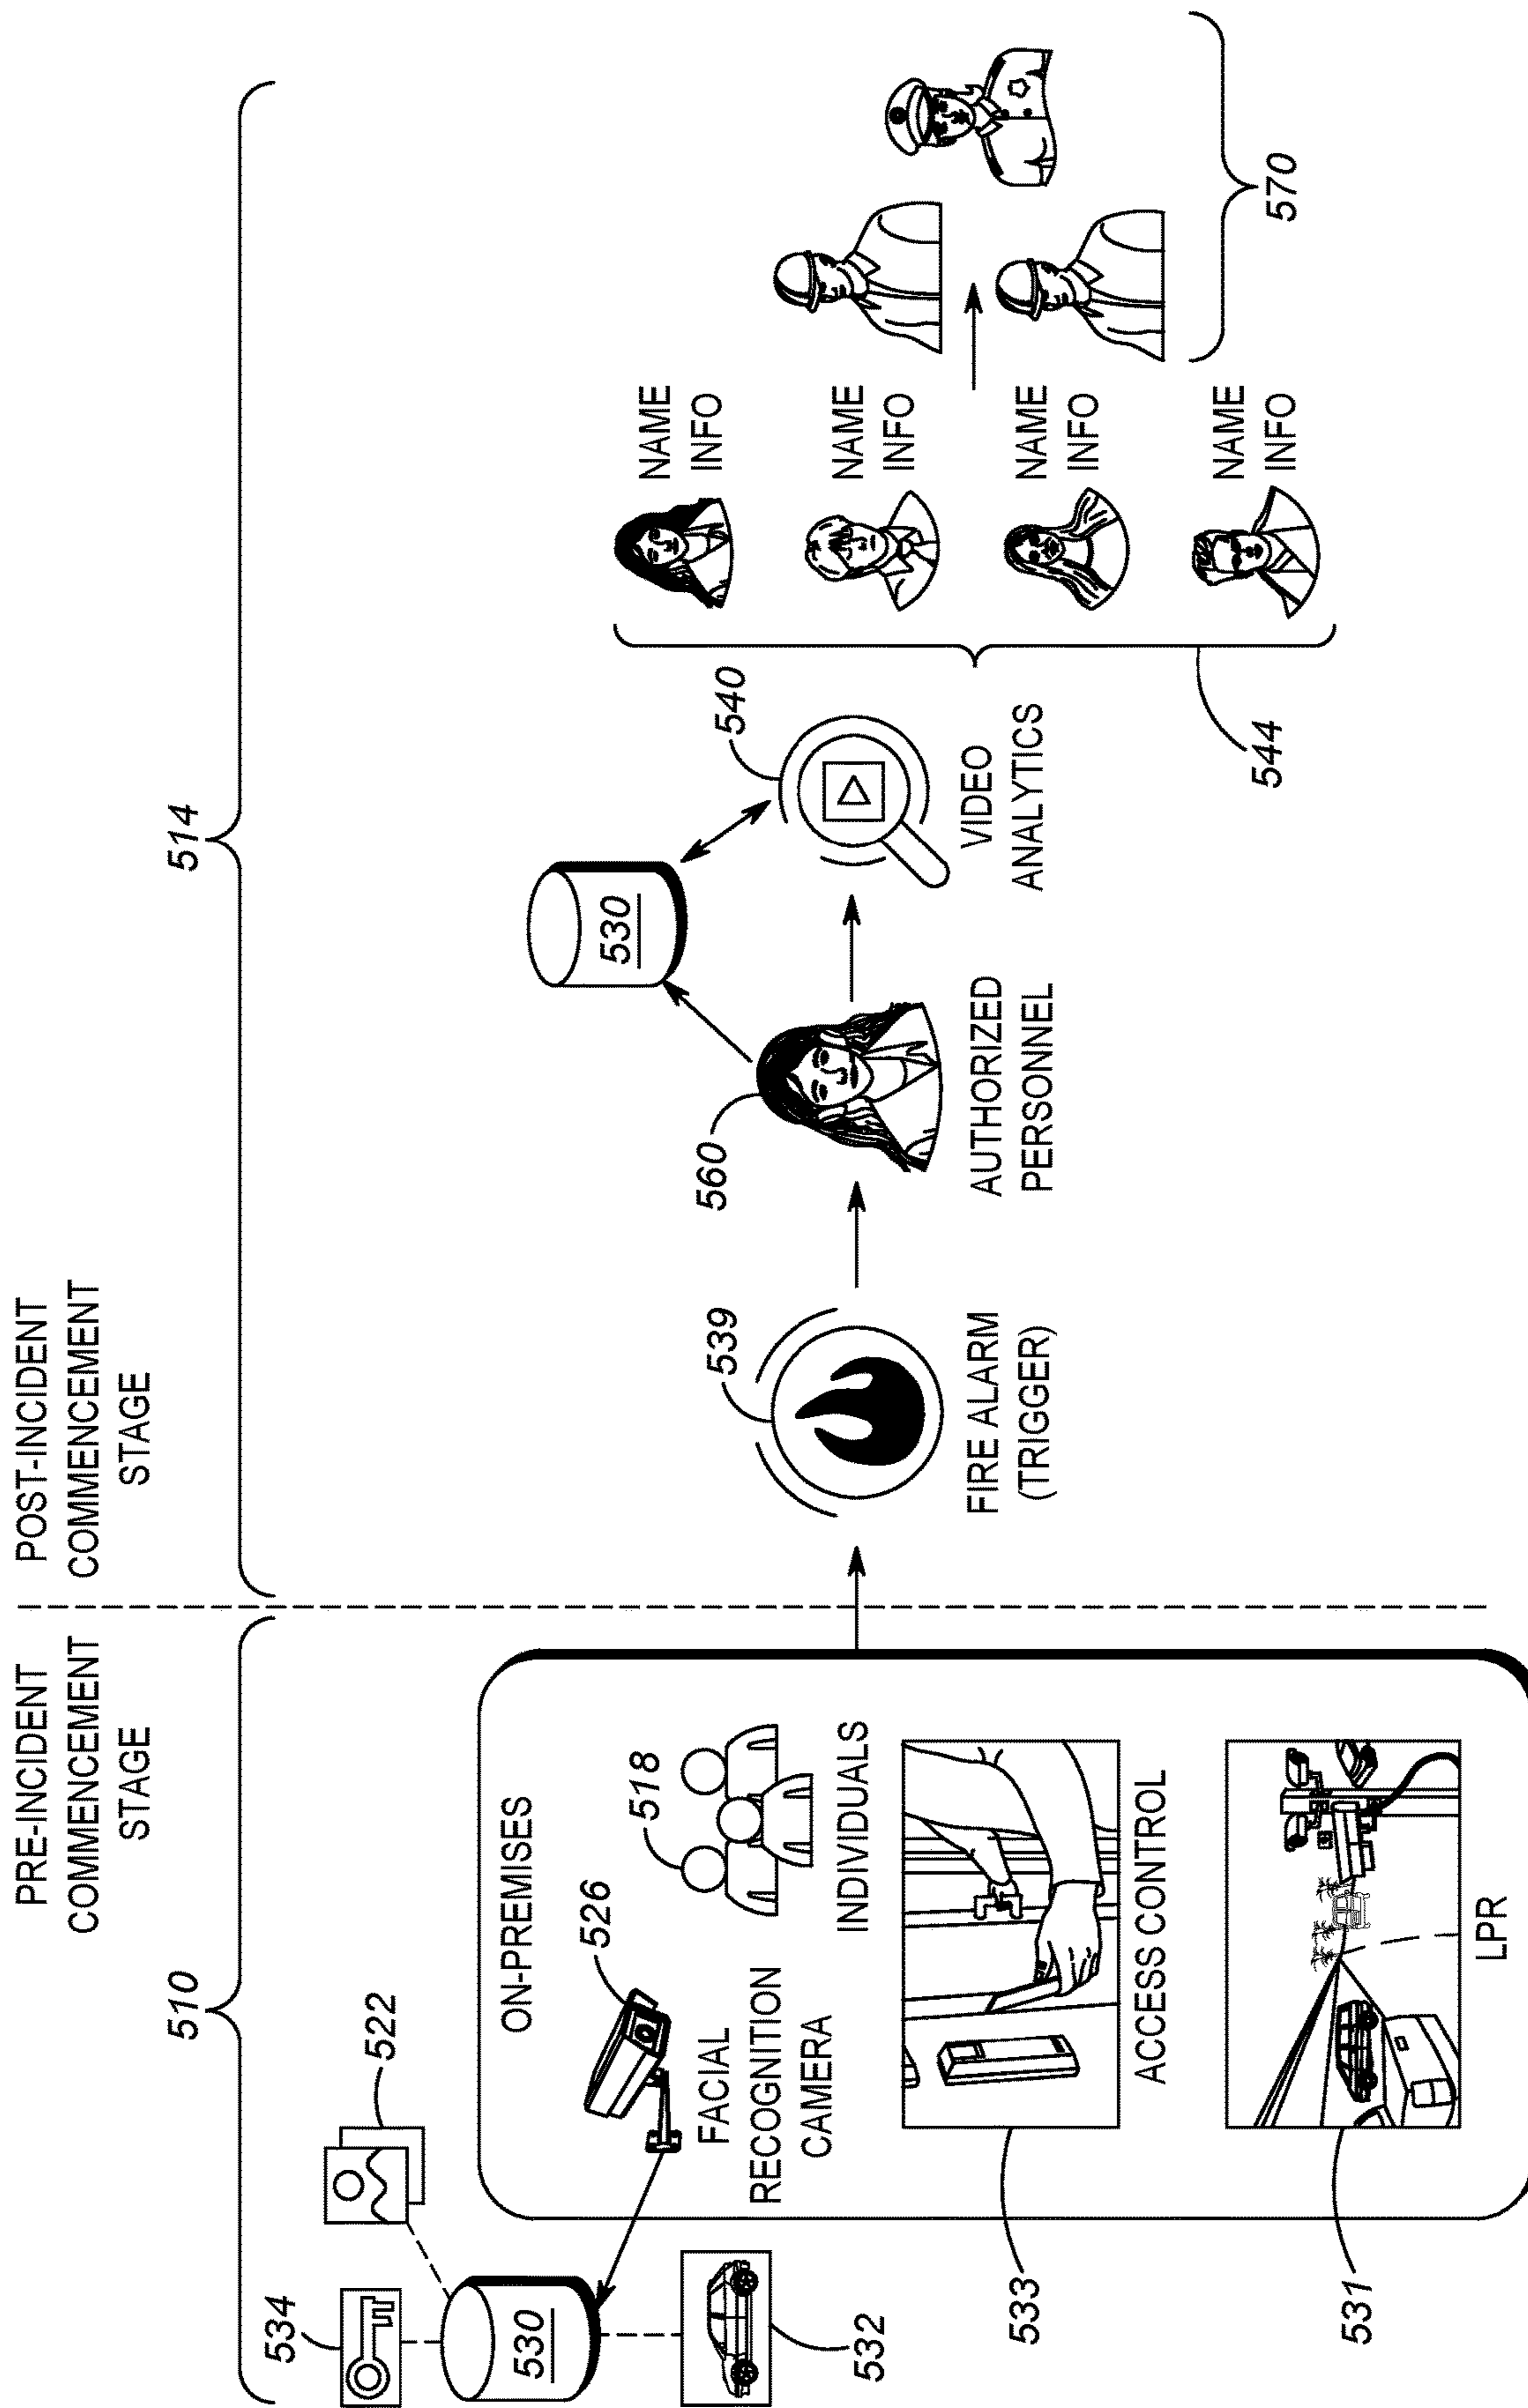 PRE-INCIDENT
COMMENCEMENT
STAGE
POST-INCIDENT
COMMENCEMENT
STAGE
510
514
534
522
530
532
ON-PREMISES
526
518
FACIAL
RECOGNITION
CAMERA
INDIVIDUALS
533
ACCESS CONTROL
531
LPR
539
FIRE ALARM
(TRIGGER)
560
AUTHORIZED
PERSONNEL
530
540
VIDEO
ANALYTICS
544
NAME
INFO
NAME
INFO
NAME
INFO
NAME
INFO
570